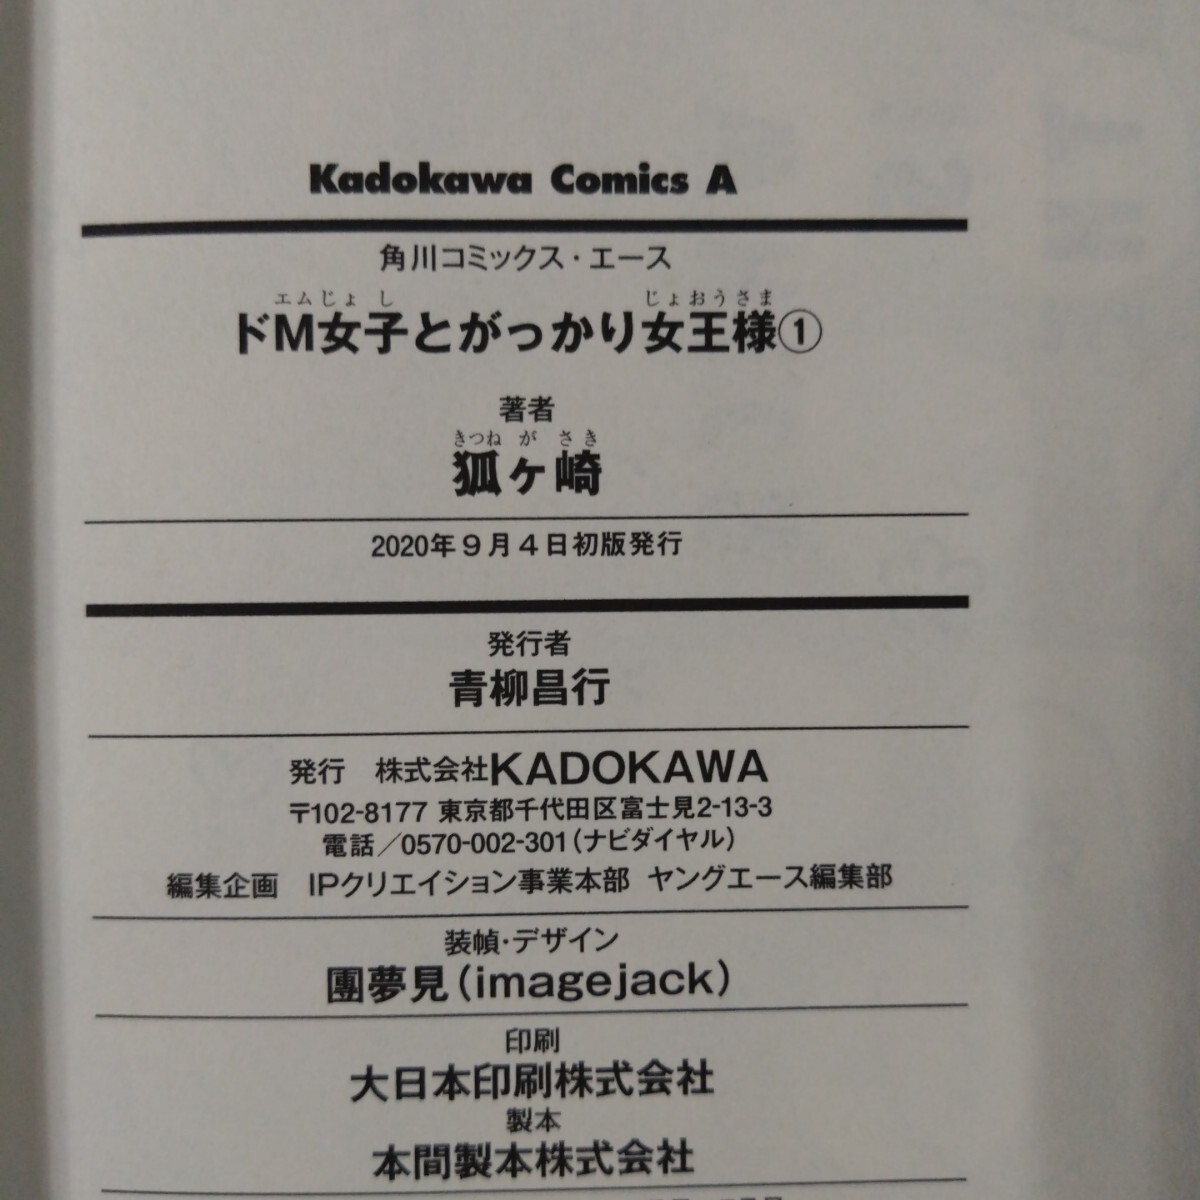 Kadokawa Comics A
角川コミックス・エース
エムじょ し じょおうさま
ドM女子とがっかり女王様①
著者
きつね が さき
狐ヶ崎
2020年9月4日初版発行
発行者
青柳昌行
発行 株式会社KADOKAWA
〒102-8177 東京都千代田区富士見2-13-3
電話／0570-002-301(ナビダイヤル)
編集企画 IPクリエイション事業本部 ヤングエース編集部
装幀・デザイン
團夢見(imagejack)
印刷
大日本印刷株式会社
製本
本間製本株式会社